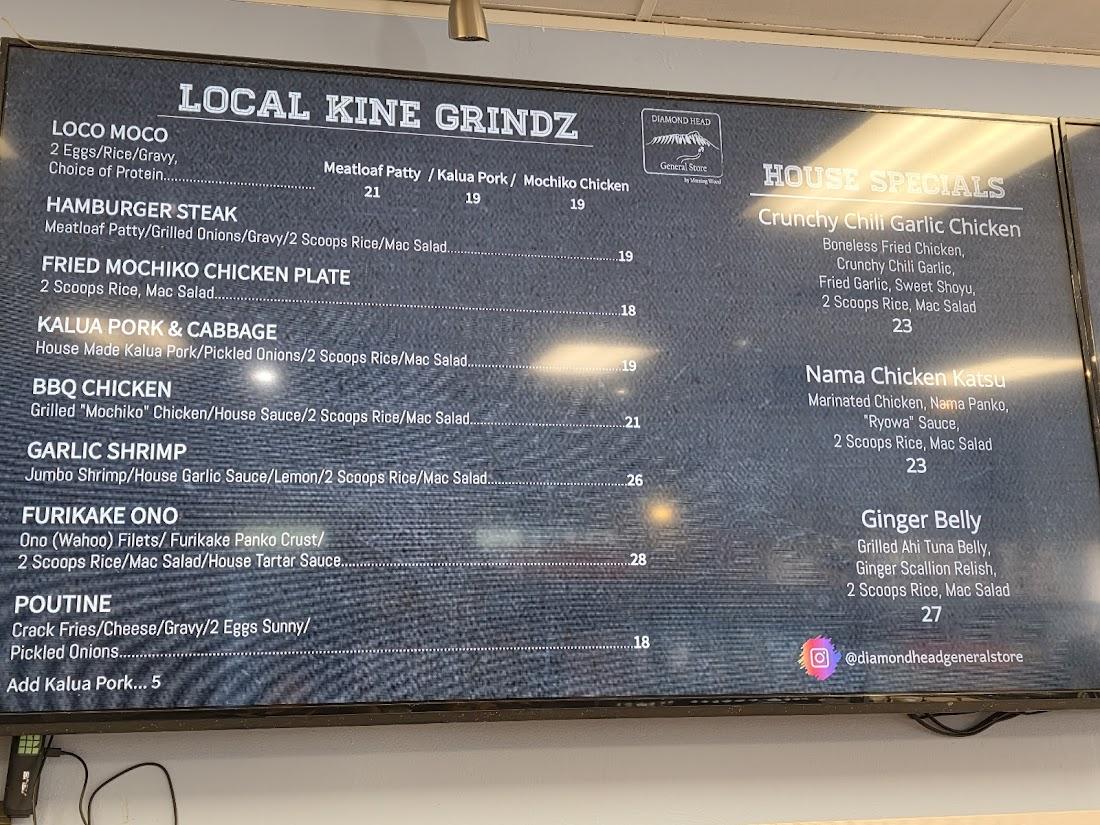 LOCAL KINE GRINDZ
LOCO MOCO
2 Eggs/Rice/Gravy,
Choice of Protein
Meatloaf Patty / Kalua Pork / Mochiko Chicken
21 19 19
HAMBURGER STEAK
Meatloaf Patty/Grilled Onions/Gravy/2 Scoops Rice/Mac Salad 19
FRIED MOCHIKO CHICKEN PLATE
2 Scoops Rice, Mac Salad 18
KALUA PORK & CABBAGE
House Made Kalua Pork/Pickled Onions/2 Scoops Rice/Mac Salad 19
BBQ CHICKEN
Grilled "Mochiko" Chicken/House Sauce/2 Scoops Rice/Mac Salad 21
GARLIC SHRIMP
Jumbo Shrimp/House Garlic Sauce/Lemon/2 Scoops Rice/Mac Salad 26
FURIKAKE ONO
Ono (Wahoo) Filets/ Furikake Panko Crust/
2 Scoops Rice/Mac Salad/House Tartar Sauce 28
POUTINE
Crack Fries/Cheese/Gravy/2 Eggs Sunny/
Pickled Onions 18
Add Kalua Pork... 5
DIAMOND HEAD
General Store
by Morning Wood
HOUSE SPECIALS
Crunchy Chili Garlic Chicken
Boneless Fried Chicken,
Crunchy Chili Garlic,
Fried Garlic, Sweet Shoyu,
2 Scoops Rice, Mac Salad
23
Nama Chicken Katsu
Marinated Chicken, Nama Panko,
"Ryowa" Sauce,
2 Scoops Rice, Mac Salad
23
Ginger Belly
Grilled Ahi Tuna Belly,
Ginger Scallion Relish,
2 Scoops Rice, Mac Salad
27
@diamondheadgeneralstore
ASUS